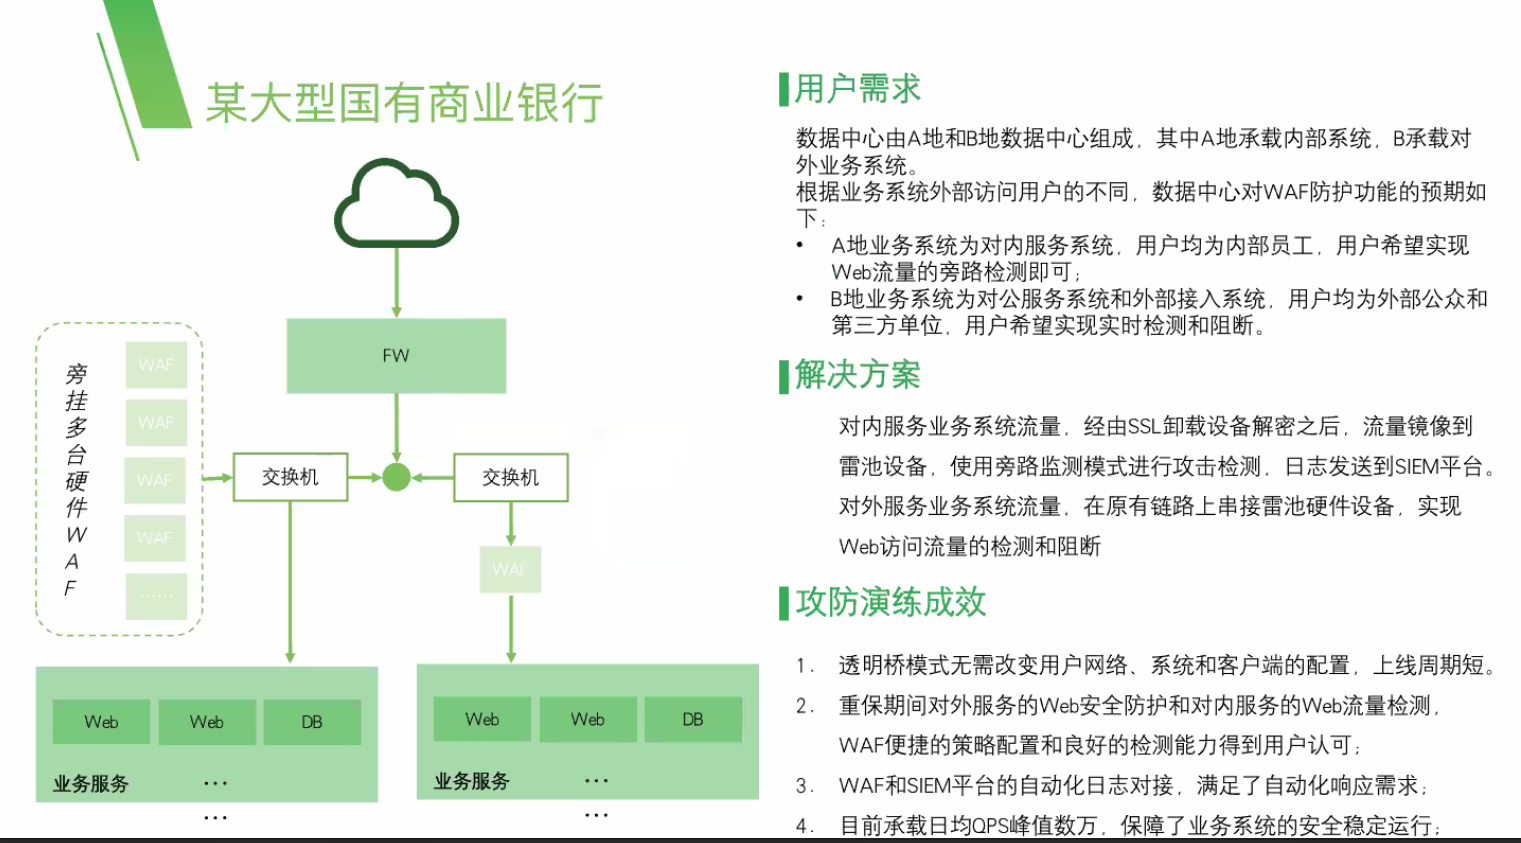 某大型国有商业银行
FW
旁挂多台硬件WAF
WAF
WAF
WAF
WAF
......
交换机
交换机
WAF
Web
Web
DB
业务服务
...
...
Web
Web
DB
业务服务
...
...
用户需求
数据中心由A地和B地数据中心组成，其中A地承载内部系统，B承载对
外业务系统。
根据业务系统外部访问用户的不同，数据中心对WAF防护功能的预期如
下：
• A地业务系统为对内服务系统，用户均为内部员工，用户希望实现
Web流量的旁路检测即可；
• B地业务系统为对公服务系统和外部接入系统，用户均为外部公众和
第三方单位，用户希望实现实时检测和阻断。
解决方案
对内服务业务系统流量，经由SSL卸载设备解密之后，流量镜像到
雷池设备，使用旁路监测模式进行攻击检测，日志发送到SIEM平台。
对外服务业务系统流量，在原有链路上串接雷池硬件设备，实现
Web访问流量的检测和阻断
攻防演练成效
1. 透明桥模式无需改变用户网络、系统和客户端的配置，上线周期短。
2. 重保期间对外服务的Web安全防护和对内服务的Web流量检测，
WAF便捷的策略配置和良好的检测能力得到用户认可；
3. WAF和SIEM平台的自动化日志对接，满足了自动化响应需求；
4. 目前承载日均QPS峰值数万，保障了业务系统的安全稳定运行；